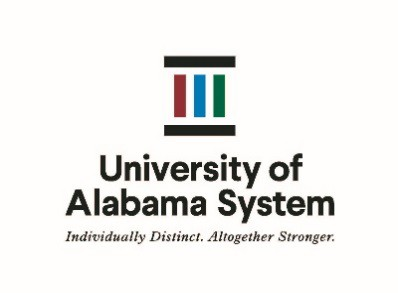 University of
Alabama System
Individually Distinct. Altogether Stronger.